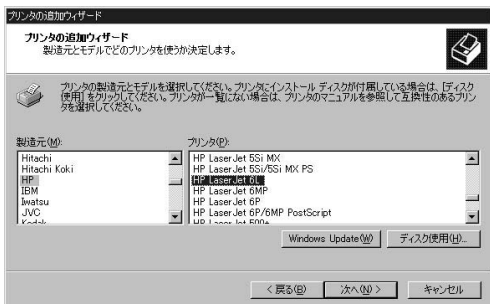 プリンタの追加ウィザード
プリンタの追加ウィザード
製造元とモデルでどのプリンタを使うか決定します。
プリンタの製造元とモデルを選択してください。プリンタにインストール ディスクが付属している場合は、[ディスク
使用] をクリックしてください。プリンタが一覧にない場合は、プリンタのマニュアルを参照して互換性のあるプリン
タを選択してください。
製造元(M):
Hitachi
Hitachi Koki
HP
IBM
Iwatsu
JVC
Kodak
プリンタ(P):
HP LaserJet 5Si MX
HP LaserJet 5Si/5Si MX PS
HP LaserJet 6L
HP LaserJet 6MP
HP LaserJet 6P
HP LaserJet 6P/6MP PostScript
HP LaserJet 500+
Windows Update(W)
ディスク使用(H)...
< 戻る(B)
次へ(N) >
キャンセル